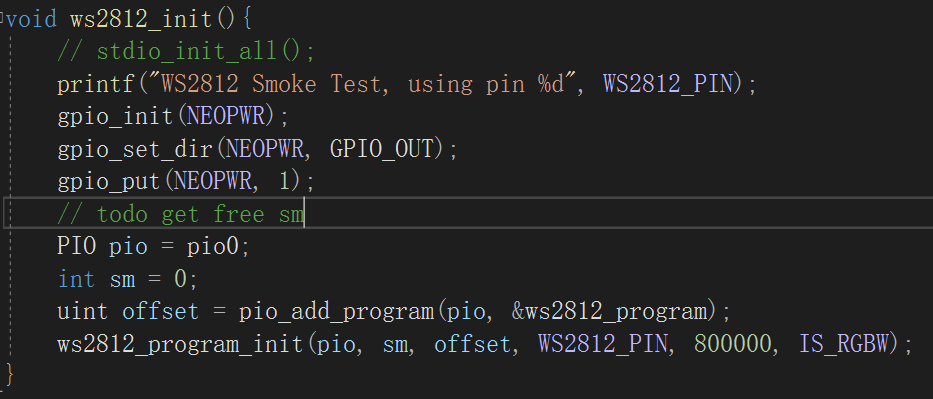 void ws2812_init(){
// stdio_init_all();
printf("WS2812 Smoke Test, using pin %d", WS2812_PIN);
gpio_init(NEOPWR);
gpio_set_dir(NEOPWR, GPIO_OUT);
gpio_put(NEOPWR, 1);
// todo get free sm
PIO pio = pio0;
int sm = 0;
uint offset = pio_add_program(pio, &ws2812_program);
ws2812_program_init(pio, sm, offset, WS2812_PIN, 800000, IS_RGBW);
}